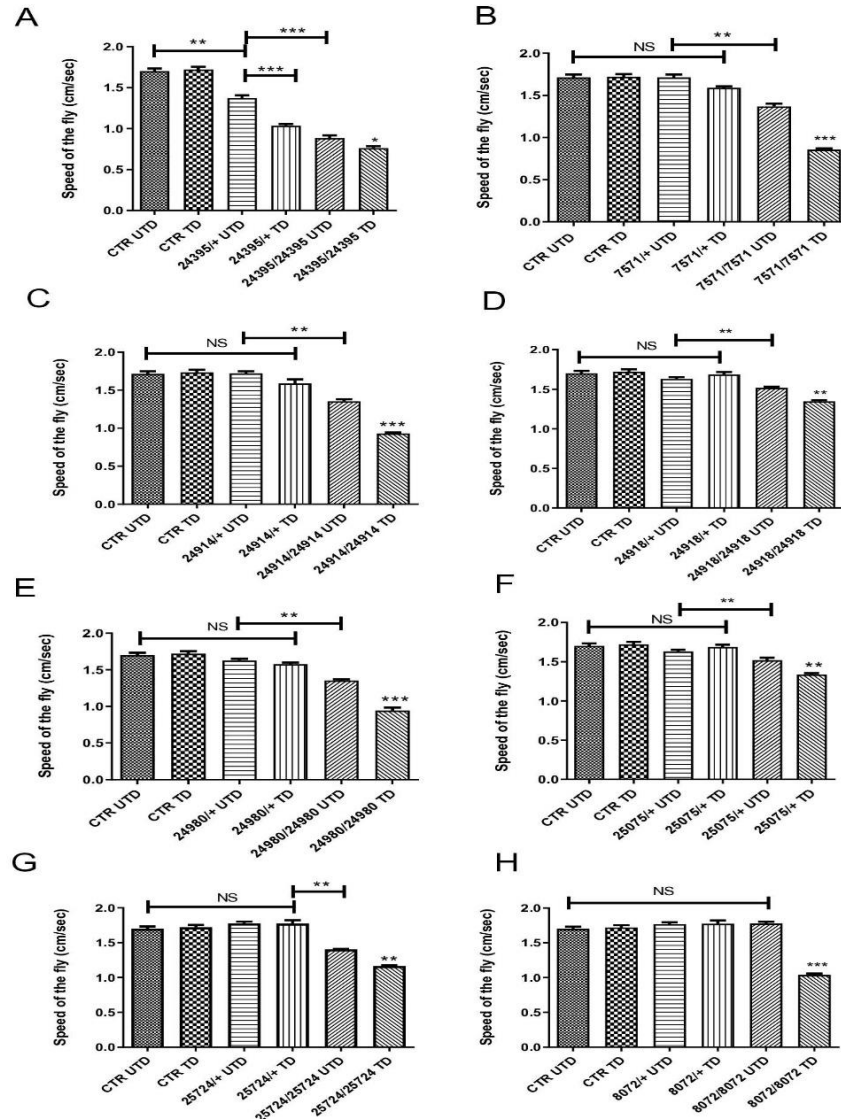 A
** ***
***
*
Speed of the fly (cm/sec)
2.0
1.5
1.0
0.5
0.0
CTR UTD
CTR TD
24395/+ UTD
24395/+ TD
24395/24395 UTD
24395/24395 TD
B
**
NS
***
Speed of the fly (cm/sec)
2.0
1.5
1.0
0.5
0.0
CTR UTD
CTR TD
7571/+ UTD
7571/+ TD
7571/7571 UTD
7571/7571 TD
C
**
NS
***
Speed of the fly (cm/sec)
2.0
1.5
1.0
0.5
0.0
CTR UTD
CTR TD
24914/+ UTD
24914/+ TD
24914/24914 UTD
24914/24914 TD
D
**
NS
**
Speed of the fly (cm/sec)
2.0
1.5
1.0
0.5
0.0
CTR UTD
CTR TD
24918/+ UTD
24918/+ TD
24918/24918 UTD
24918/24918 TD
E
**
NS
***
Speed of the fly (cm/sec)
2.0
1.5
1.0
0.5
0.0
CTR UTD
CTR TD
24980/+ UTD
24980/+ TD
24980/24980 UTD
24980/24980 TD
F
**
NS
**
Speed of the fly (cm/sec)
2.0
1.5
1.0
0.5
0.0
CTR UTD
CTR TD
25075/+ UTD
25075/+ TD
25075/+ UTD
25075/+ TD
G
NS **
**
Speed of the fly (cm/sec)
2.0
1.5
1.0
0.5
0.0
CTR UTD
CTR TD
25724/+ UTD
25724/+ TD
25724/25724 UTD
25724/25724 TD
H
NS
***
Speed of the fly (cm/sec)
2.0
1.5
1.0
0.5
0.0
CTR UTD
CTR TD
8072/+ UTD
8072/+ TD
8072/8072 UTD
8072/8072 TD